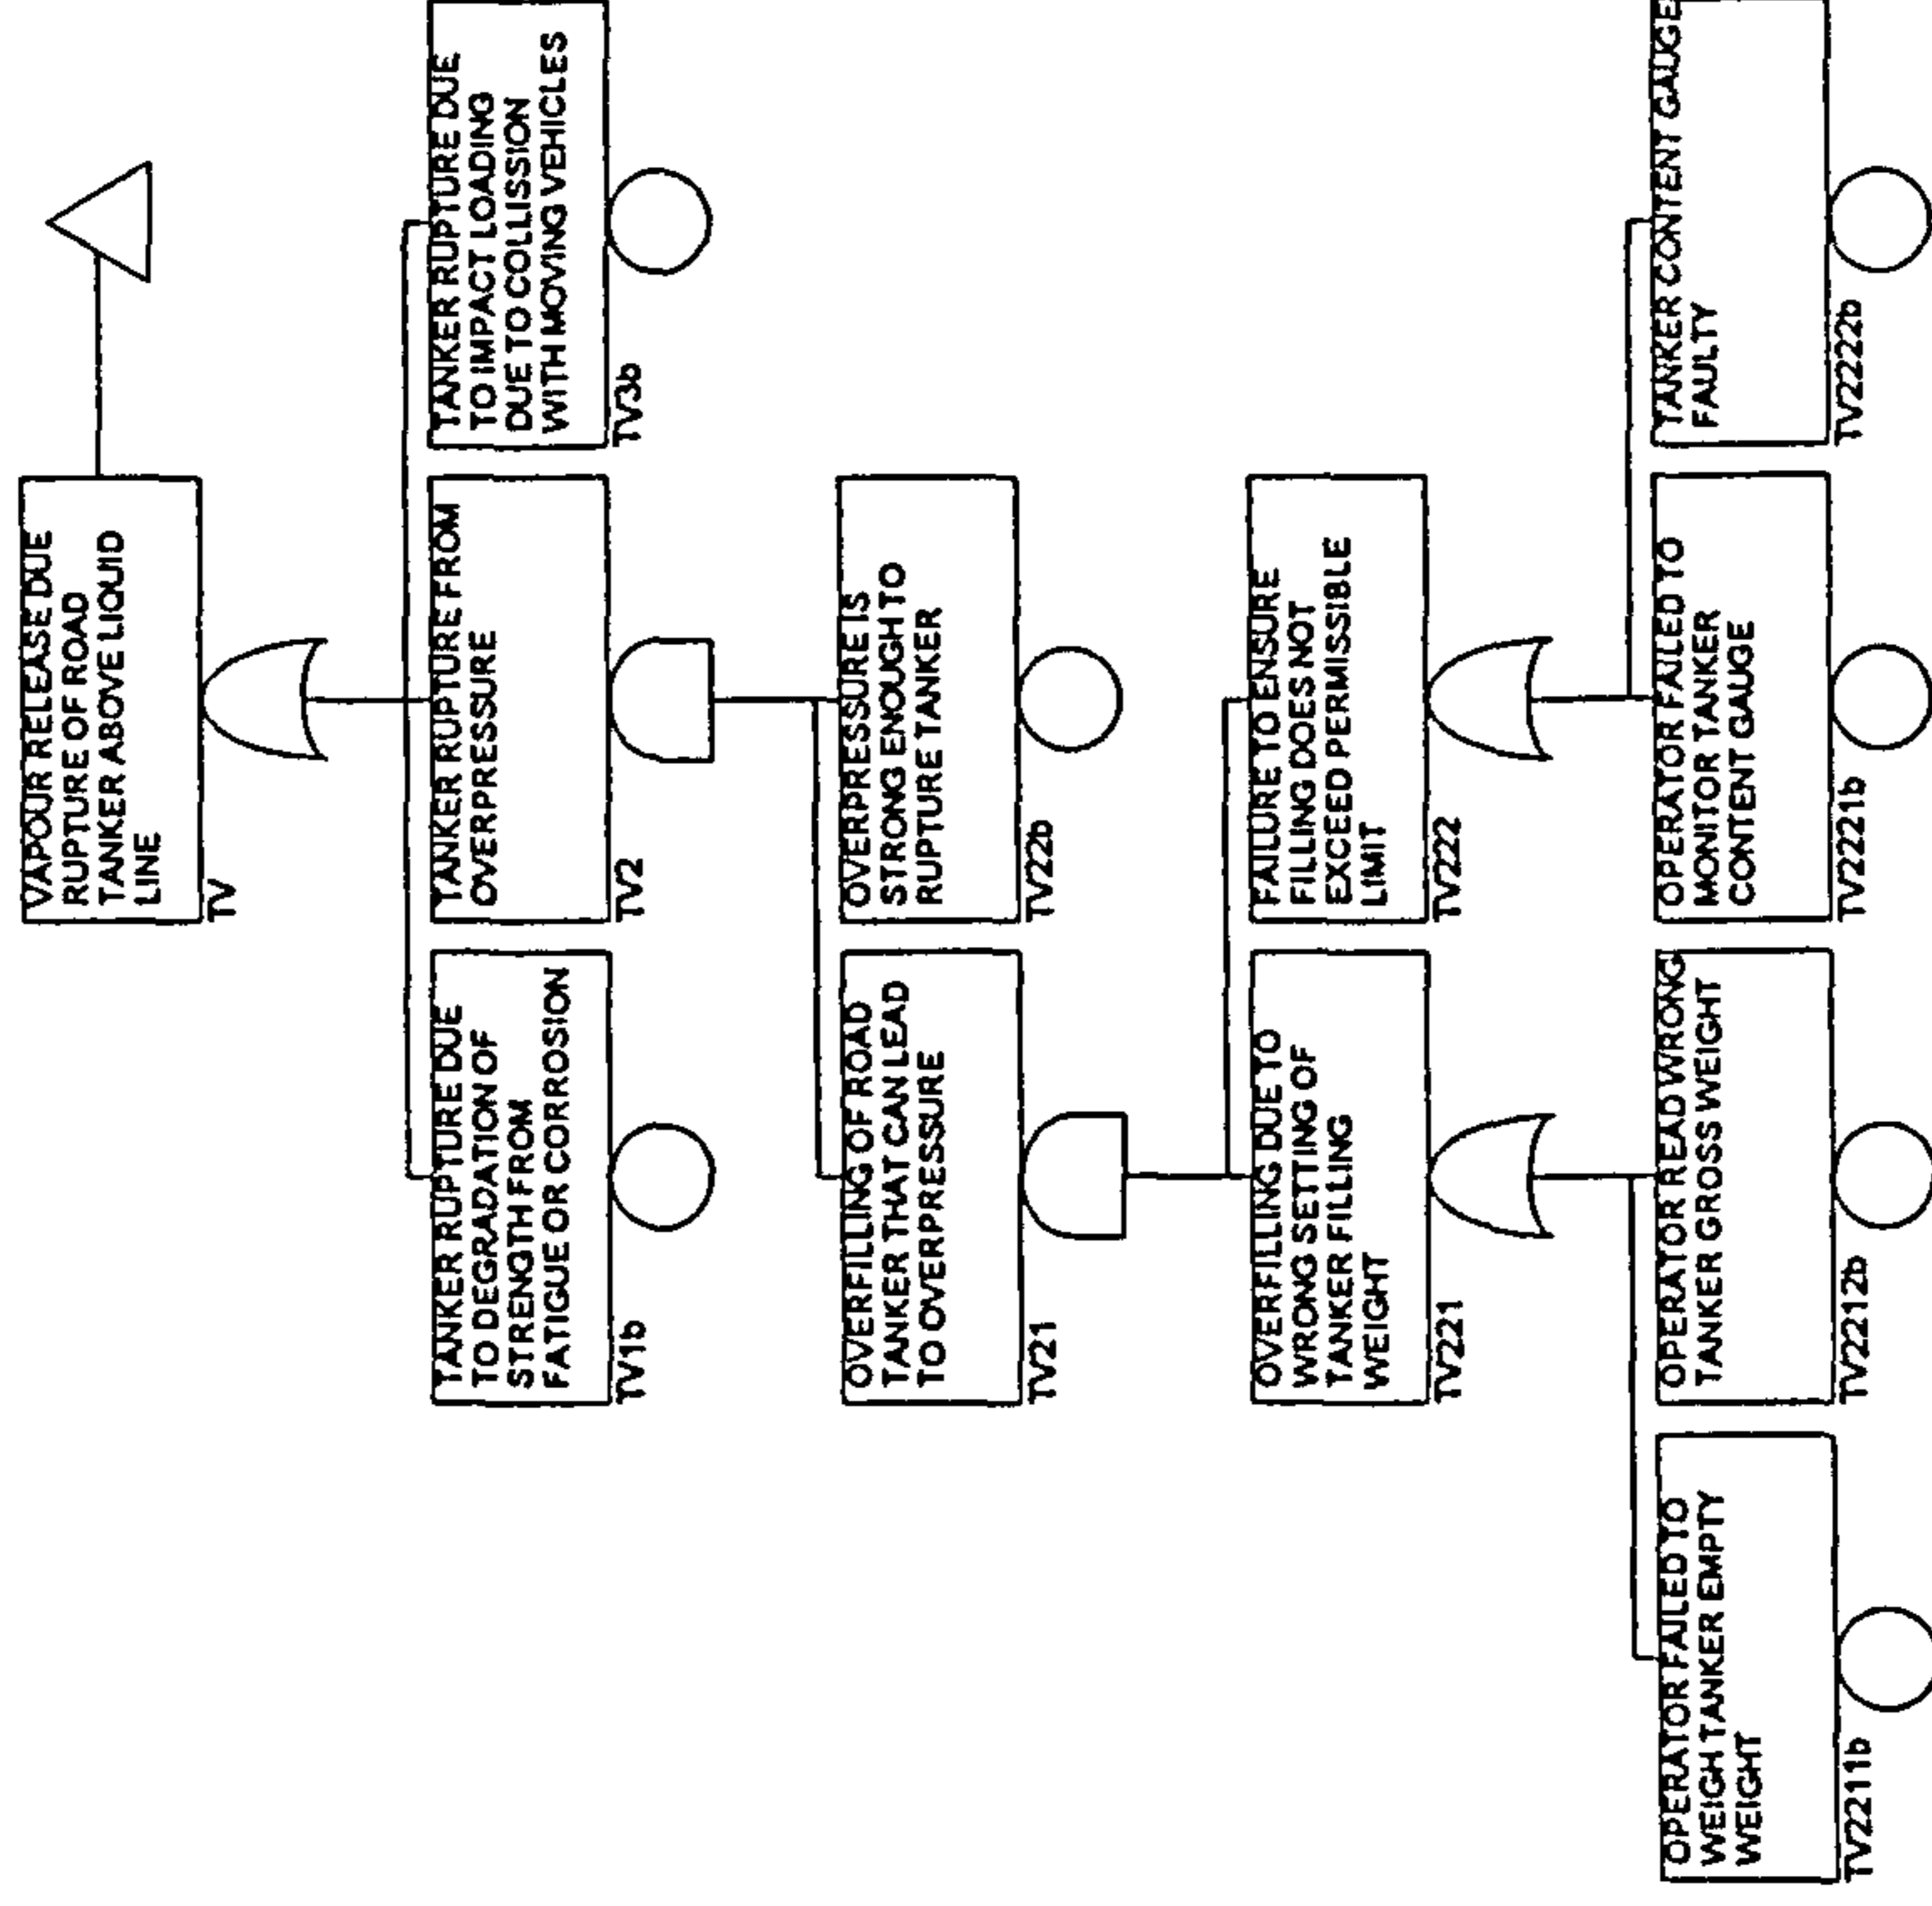 VAPOUR RELEASE DUE
RUPTURE OF ROAD
TANKER ABOVE LIQUID
LINE
TV
TANKER RUPTURE DUE
TO DEGRADATION OF
STRENGTH FROM
FATIGUE OR CORROSION
TV1b
TANKER RUPTURE FROM
OVERPRESSURE
TV2
TANKER RUPTURE DUE
TO IMPACT LOADING
DUE TO COLLISSION
WITH MOVING VEHICLES
TV3b
OVERFILLING OF ROAD
TANKER THAT CAN LEAD
TO OVERPRESSURE
TV21
OVERPRESSURE IS
STRONG ENOUGH TO
RUPTURE TANKER
TV22b
OVERFILLING DUE TO
WRONG SETTING OF
TANKER FILLING
WEIGHT
TV221
FAILURE TO ENSURE
FILLING DOES NOT
EXCEED PERMISSIBLE
LIMIT
TV222
OPERATOR FAILED TO
WEIGH TANKER EMPTY
WEIGHT
TV2211b
OPERATOR READ WRONG
TANKER GROSS WEIGHT
TV2212b
OPERATOR FAILED TO
MONITOR TANKER
CONTENT GAUGE
TV2221b
TANKER CONTENT GAUGE
FAULTY
TV2222b